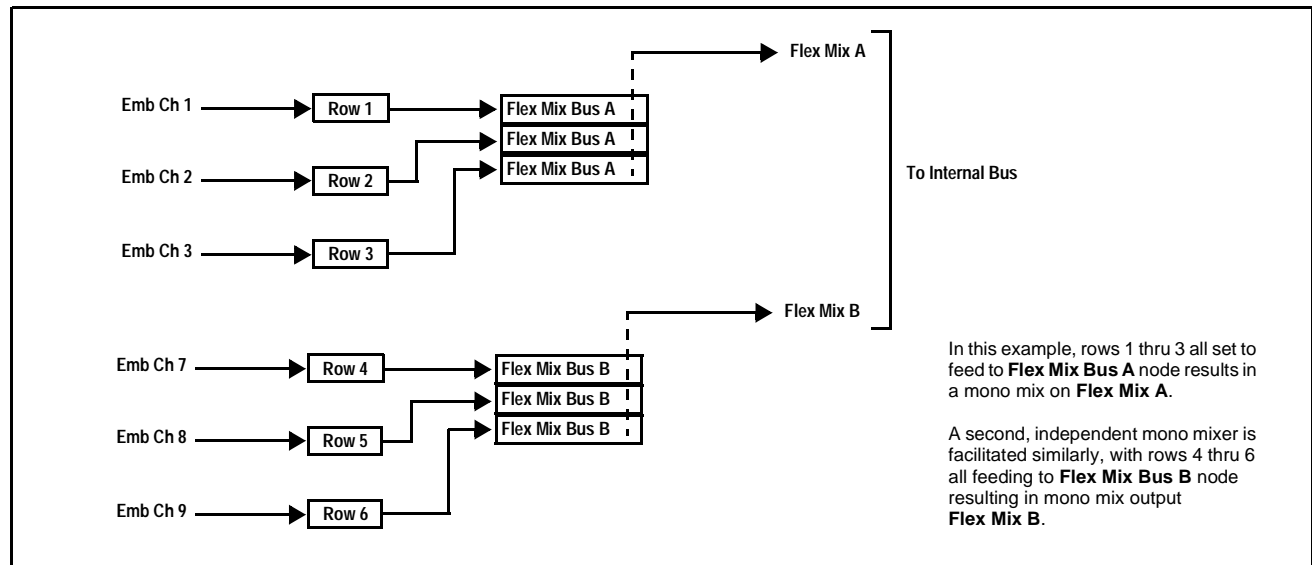 Flex Mix A
Emb Ch 1
Row 1
Flex Mix Bus A
Flex Mix Bus A
Emb Ch 2
Row 2
Flex Mix Bus A
To Internal Bus
Emb Ch 3
Row 3
Flex Mix B
Emb Ch 7
Row 4
Flex Mix Bus B
Flex Mix Bus B
Emb Ch 8
Row 5
Flex Mix Bus B
Emb Ch 9
Row 6
In this example, rows 1 thru 3 all set to
feed to Flex Mix Bus A node results in
a mono mix on Flex Mix A.
A second, independent mono mixer is
facilitated similarly, with rows 4 thru 6
all feeding to Flex Mix Bus B node
resulting in mono mix output
Flex Mix B.